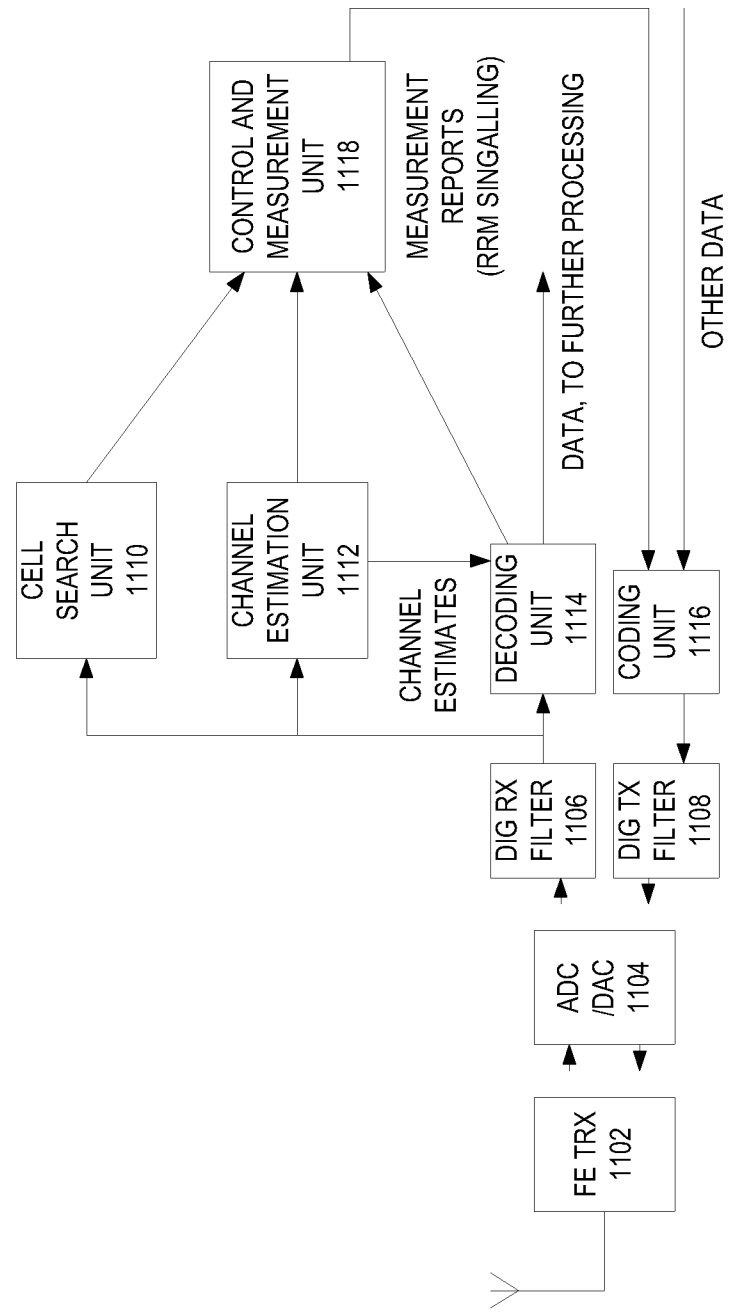 CELL
SEARCH
UNIT
1110
CHANNEL
ESTIMATION
UNIT
1112
CONTROL AND
MEASUREMENT
UNIT
1118
CHANNEL
ESTIMATES
MEASUREMENT
REPORTS
(RRM SINGALLING)
FE TRX
1102
ADC
/DAC
1104
DIG RX
FILTER
1106
DECODING
UNIT
1114
DATA, TO FURTHER PROCESSING
DIG TX
FILTER
1108
CODING
UNIT
1116
OTHER DATA